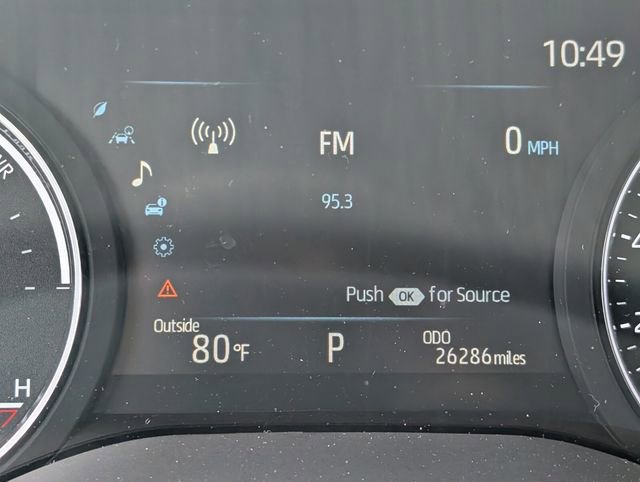 10:49
FM
0 MPH
95.3
Push OK for Source
Outside
80°F
P
ODO
26286 miles
H